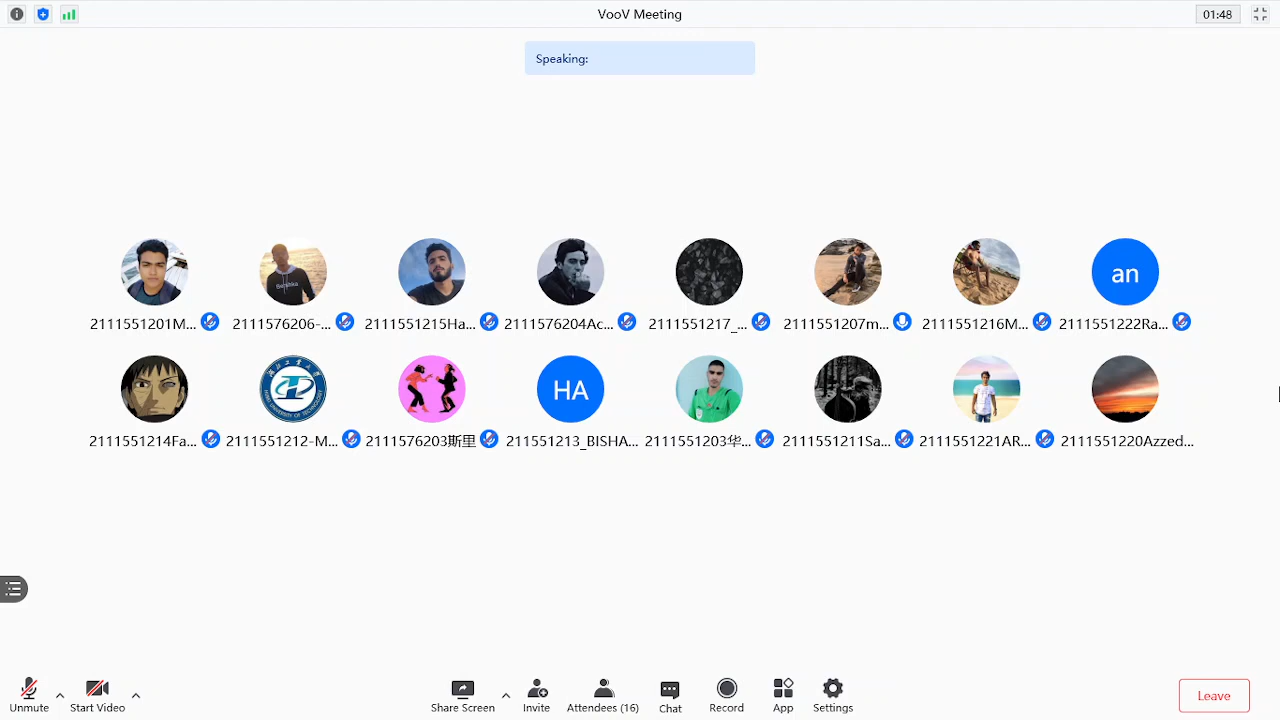 VooV Meeting
01:48
Speaking:
an
2111551201M... 2111576206-... 2111551215Ha... 2111576204Ac... 2111551217_... 2111551207m... 2111551216M... 2111551222Ra...
HA
2111551214Fa... 2111551212-M... 2111576203斯里 2111551213_BISHA... 2111551203华... 2111551211Sa... 2111551221AR... 2111551220Azzed...
Unmute Start Video Share Screen Invite Attendees (16) Chat Record App Settings Leave